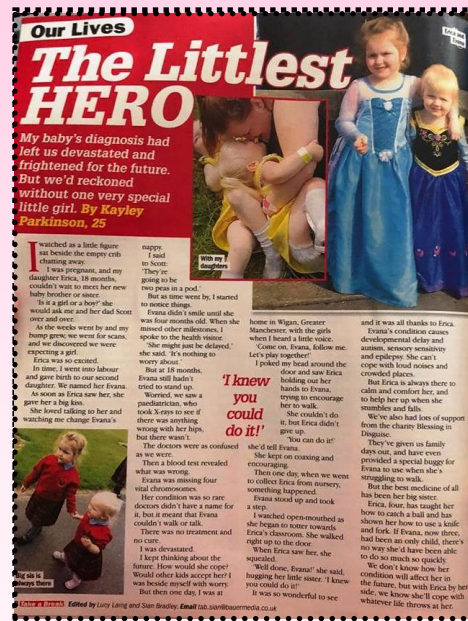 Our Lives
The Littlest
HERO
My baby's diagnosis had
left us devastated and
frightened for the future.
But we'd reckoned
without one very special
little girl. By Kayley
Parkinson, 25
Erica and
Evana
With my
daughters
I watched as a little figure
sat beside the empty crib
chatting away.
I was pregnant, and my
daughter Erica, 18 months,
couldn't wait to meet her new
baby brother or sister.
'Is it a girl or a boy?' she
would ask me and her dad Scott
over and over.
As the weeks went by and my
bump grew, we went for scans,
and we discovered we were
expecting a girl.
Erica was so excited.
In time, I went into labour
and gave birth to our second
daughter. We named her Evana.
As soon as Erica saw her, she
gave her a big kiss.
She loved talking to her and
watching me change Evana's
Big sis is
always there
nappy.
I said
to Scott:
'They're
going to be
two peas in a pod.'
But as time went by, I started
to notice things.
Evana didn't smile until she
was four months old. When she
missed other milestones, I
spoke to the health visitor.
'She might just be delayed,'
she said. 'It's nothing to
worry about.'
But at 18 months,
Evana still hadn't
tried to stand up.
Worried, we saw a
paediatrician, who
took X-rays to see if
there was anything
wrong with her hips,
but there wasn't.
The doctors were as confused
as we were.
Then a blood test revealed
what was wrong.
Evana was missing four
vital chromosomes.
Her condition was so rare
doctors didn't have a name for
it, but it meant that Evana
couldn't walk or talk.
There was no treatment and
no cure.
I was devastated.
I kept thinking about the
future. How would she cope?
Would other kids accept her? I
was beside myself with worry.
But then one day, I was at
home in Wigan, Greater
Manchester, with the girls
when I heard a little voice.
'Come on, Evana, follow me.
Let's play together!'
I poked my head around the
door and saw Erica
holding out her
hands to Evana,
trying to encourage
her to walk.
She couldn't do
it, but Erica didn't
give up.
'You can do it!'
she'd tell Evana.
She kept on coaxing and
encouraging.
Then one day, when we went
to collect Erica from nursery,
something happened.
Evana stood up and took
a step.
I watched open-mouthed as
she began to totter towards
Erica's classroom. She walked
right up to the door.
When Erica saw her, she
squealed.
'Well done, Evana!' she said,
hugging her little sister. 'I knew
you could do it!'
It was so wonderful to see
'I knew
you
could
do it!'
and it was all thanks to Erica.
Evana's condition causes
developmental delay and
autism, sensory sensitivity
and epilepsy. She can't
cope with loud noises and
crowded places.
But Erica is always there to
calm and comfort her, and
to help her up when she
stumbles and falls.
We've also had lots of support
from the charity Blessing in
Disguise.
They've given us family
days out, and have even
provided a special buggy for
Evana to use when she's
struggling to walk.
But the best medicine of all
has been her big sister.
Erica, four, has taught her
how to catch a ball and has
shown her how to use a knife
and fork. If Evana, now three,
had been an only child, there's
no way she'd have been able
to do so much so quickly.
We don't know how her
condition will affect her in
the future, but with Erica by her
side, we know she'll cope with
whatever life throws at her.
Take a Break Edited by Lucy Laing and Sian Bradley. Email tab.sian@bauermedia.co.uk